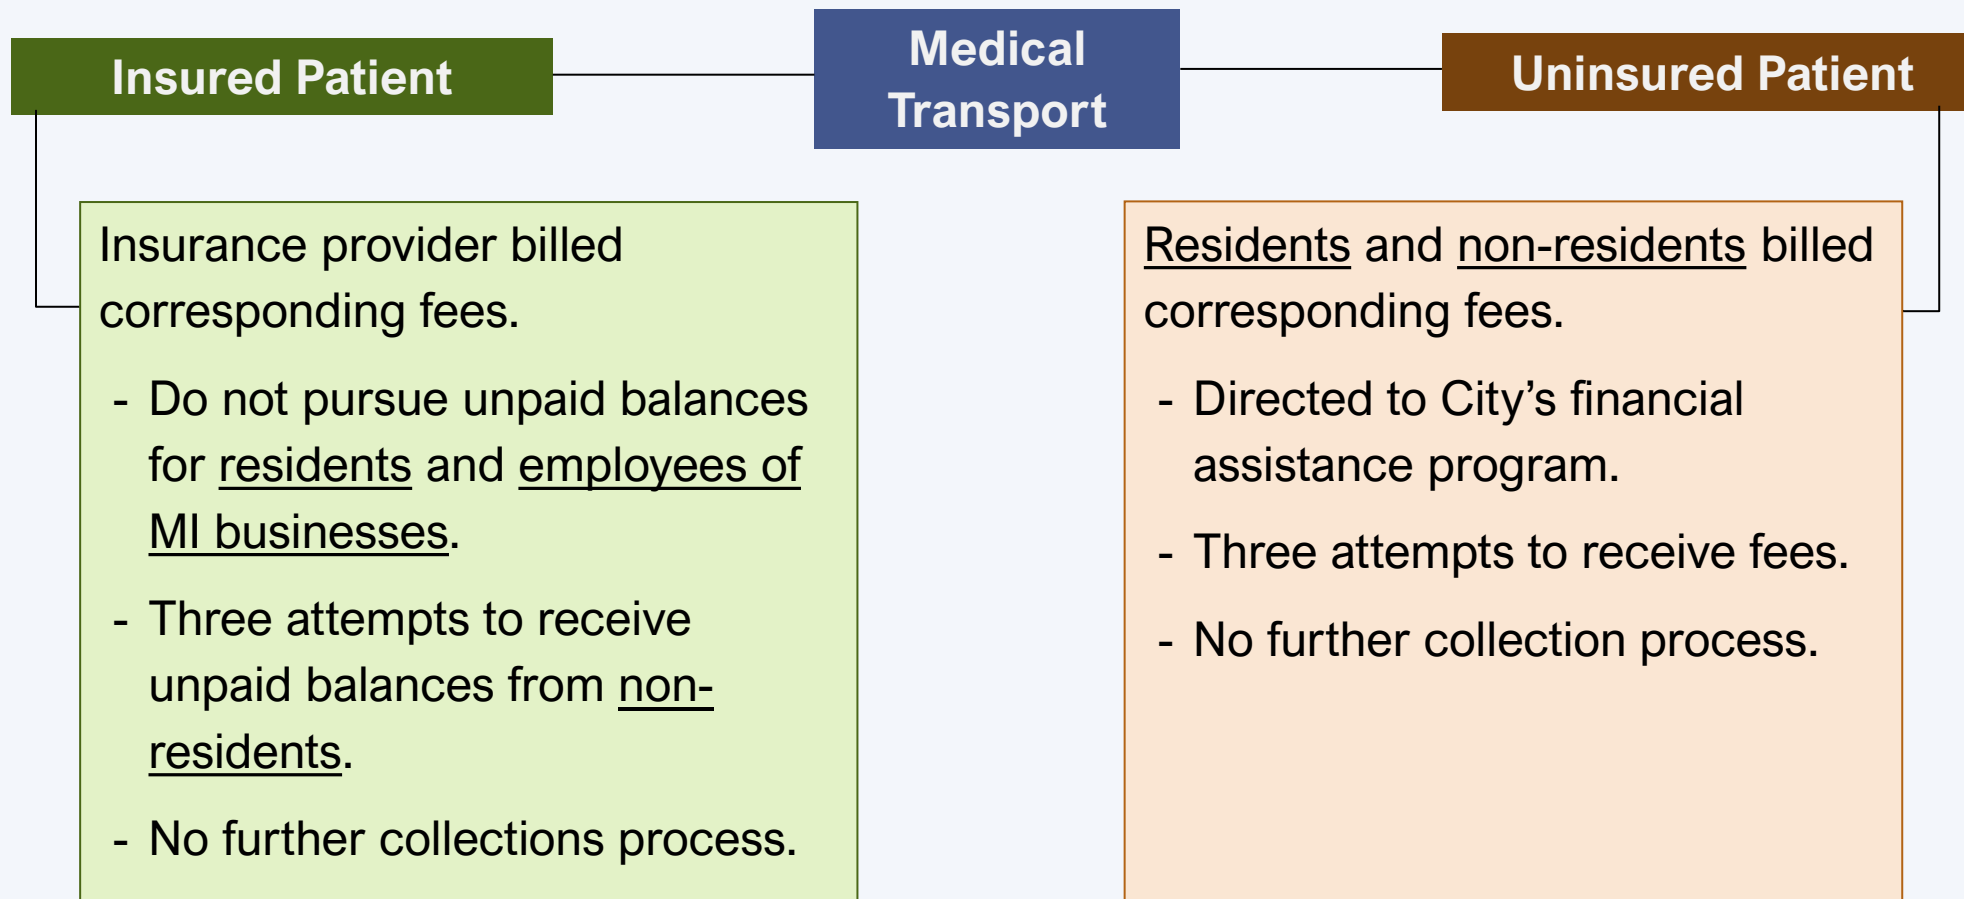 Insured Patient
Medical
Transport
Uninsured Patient
Insurance provider billed
corresponding fees.
- Do not pursue unpaid balances
for residents and employees of
MI businesses.
- Three attempts to receive
unpaid balances from non-
residents.
- No further collections process.
Residents and non-residents billed
corresponding fees.
- Directed to City’s financial
assistance program.
- Three attempts to receive fees.
- No further collection process.